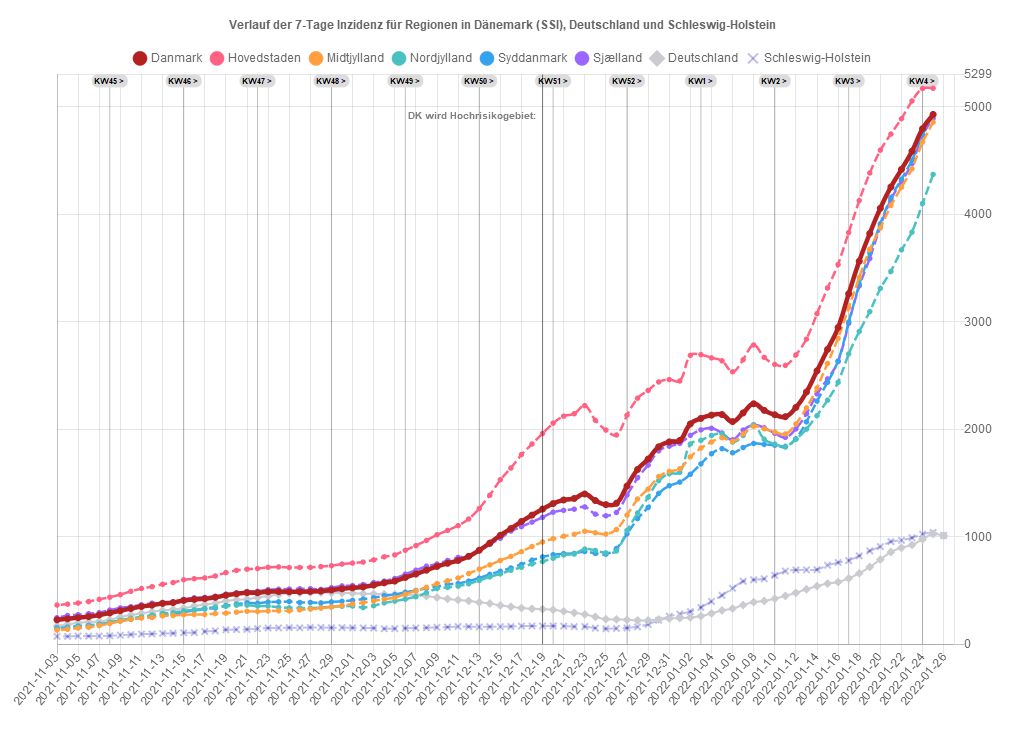 Verlauf der 7-Tage Inzidenz für Regionen in Dänemark (SSI), Deutschland und Schleswig-Holstein
Danmark Hovedstaden Midtjylland Nordjylland Syddanmark Sjælland Deutschland Schleswig-Holstein
KW45 > KW46 > KW47 > KW48 > KW49 > KW50 > KW51 > KW52 > KW1 > KW2 > KW3 > KW4 >
DK wird Hochrisikogebiet:
5299
5000
4000
3000
2000
1000
0
2021-11-03 2021-11-05 2021-11-07 2021-11-09 2021-11-11 2021-11-13 2021-11-15 2021-11-17 2021-11-19 2021-11-21 2021-11-23 2021-11-25 2021-11-27 2021-11-29 2021-12-01 2021-12-03 2021-12-05 2021-12-07 2021-12-09 2021-12-11 2021-12-13 2021-12-15 2021-12-17 2021-12-19 2021-12-21 2021-12-23 2021-12-25 2021-12-27 2021-12-29 2021-12-31 2022-01-02 2022-01-04 2022-01-06 2022-01-08 2022-01-10 2022-01-12 2022-01-14 2022-01-16 2022-01-18 2022-01-20 2022-01-22 2022-01-24 2022-01-26